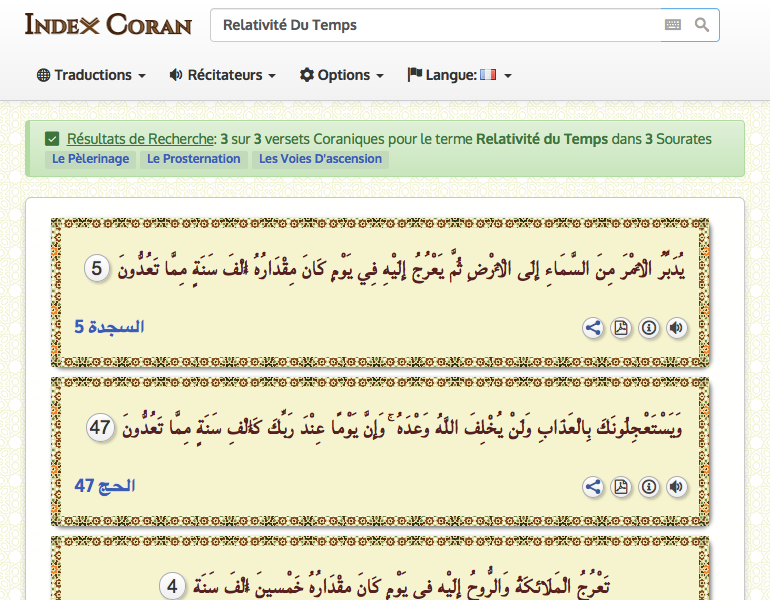 Index Coran
Relativité Du Temps
Traductions
Récitateurs
Options
Langue:
Résultats de Recherche: 3 sur 3 versets Coraniques pour le terme Relativité du Temps dans 3 Sourates
Le Pèlerinage Le Prosternation Les Voies D'ascension
يُدَبِّرُ الْأَمْرَ مِنَ السَّمَاءِ إِلَى الْأَرْضِ ثُمَّ يَعْرُجُ إِلَيْهِ فِي يَوْمٍ كَانَ مِقْدَارُهُ أَلْفَ سَنَةٍ مِمَّا تَعُدُّونَ 5
السجدة 5
وَيَسْتَعْجِلُونَكَ بِالْعَذَابِ وَلَنْ يُخْلِفَ اللَّهُ وَعْدَهُ ۚ وَإِنَّ يَوْمًا عِنْدَ رَبِّكَ كَأَلْفِ سَنَةٍ مِمَّا تَعُدُّونَ 47
الحج 47
تَعْرُجُ الْمَلَائِكَةُ وَالرُّوحُ إِلَيْهِ فِي يَوْمٍ كَانَ مِقْدَارُهُ خَمْسِينَ أَلْفَ سَنَةٍ 4